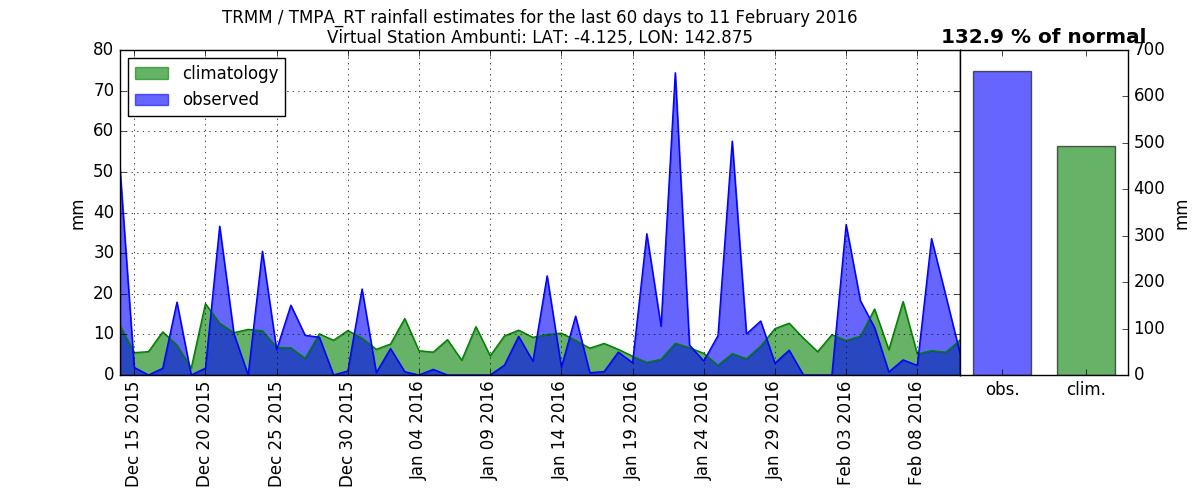 TRMM / TMPA_RT rainfall estimates for the last 60 days to 11 February 2016
Virtual Station Ambunti: LAT: -4.125, LON: 142.875
132.9 % of normal
climatology
observed
mm
80
70
60
50
40
30
20
10
0
Dec 15 2015
Dec 20 2015
Dec 25 2015
Dec 30 2015
Jan 04 2016
Jan 09 2016
Jan 14 2016
Jan 19 2016
Jan 24 2016
Jan 29 2016
Feb 03 2016
Feb 08 2016
obs.
clim.
700
600
500
400
300
200
100
0
mm